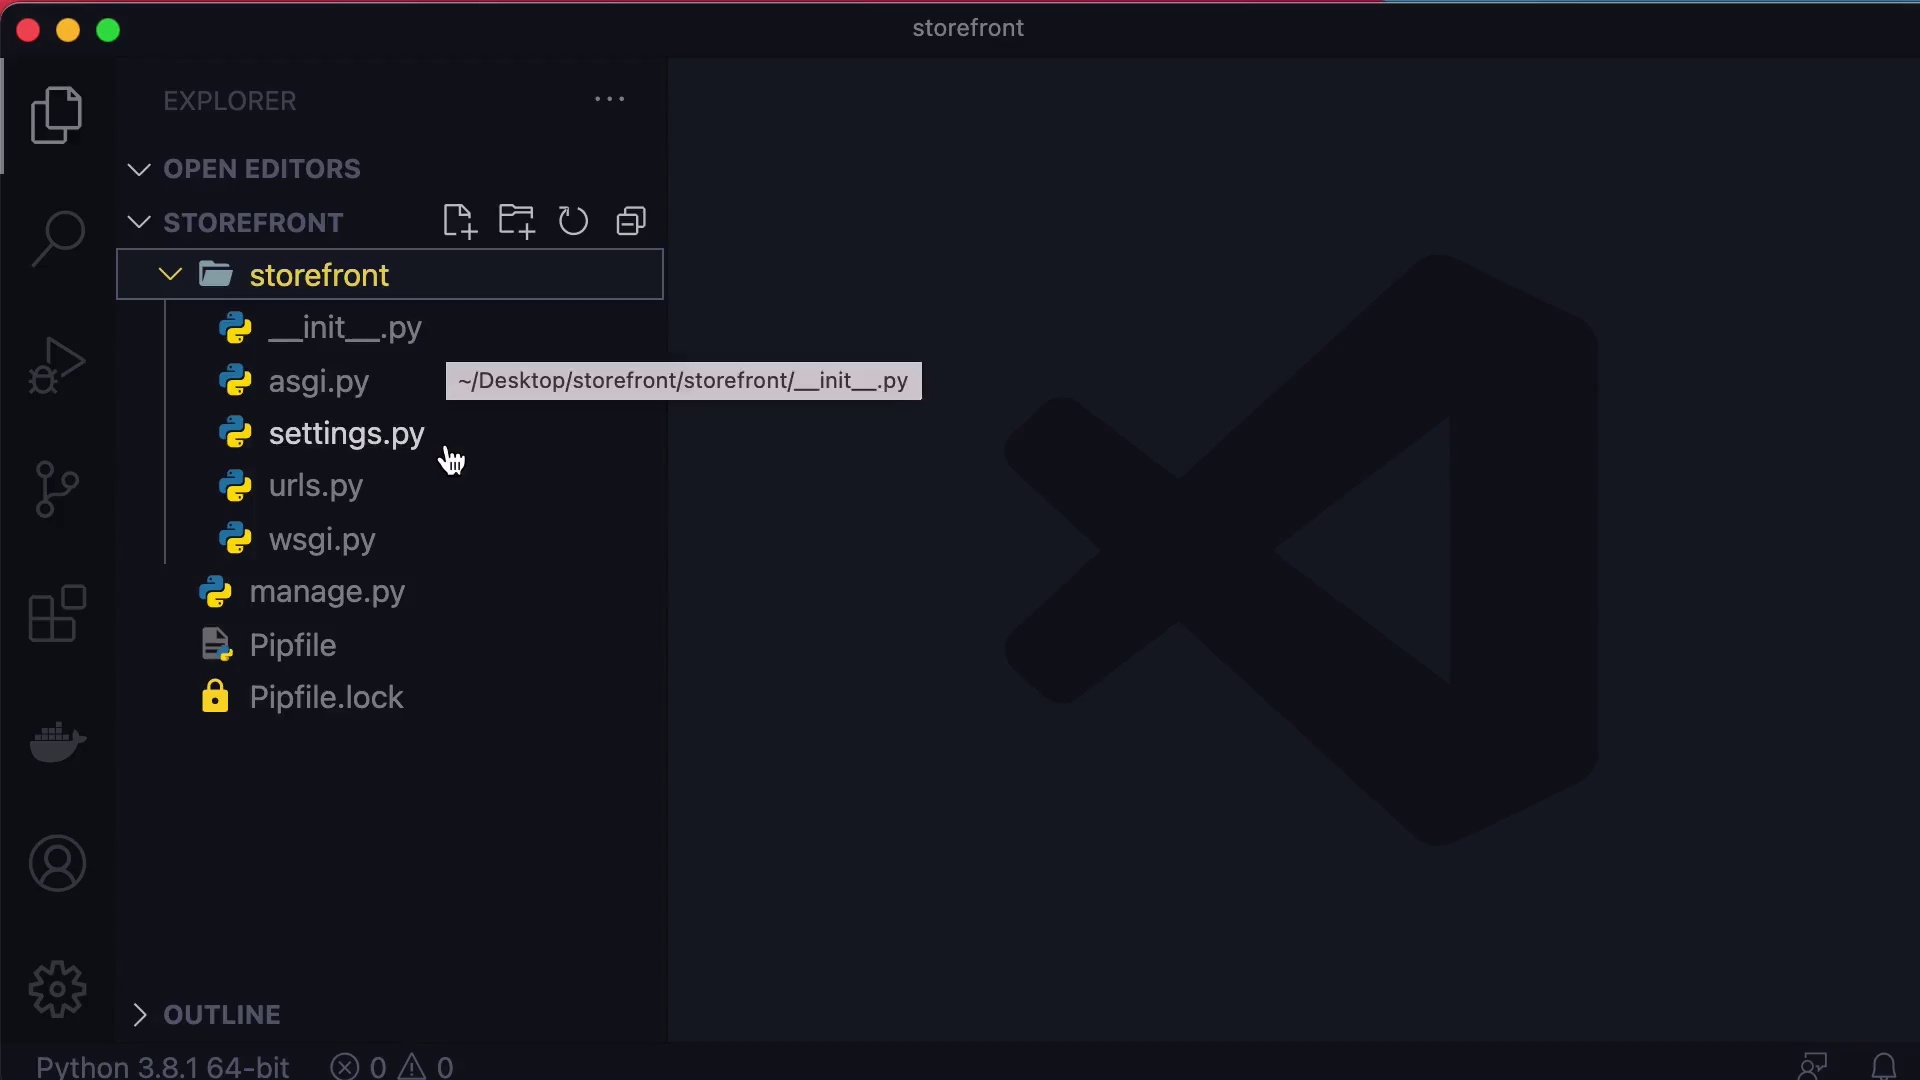 storefront
EXPLORER
OPEN EDITORS
STOREFRONT
storefront
__init__.py
asgi.py
~/Desktop/storefront/storefront/__init__.py
settings.py
urls.py
wsgi.py
manage.py
Pipfile
Pipfile.lock
OUTLINE
Python 3.8.1 64-bit 0 0